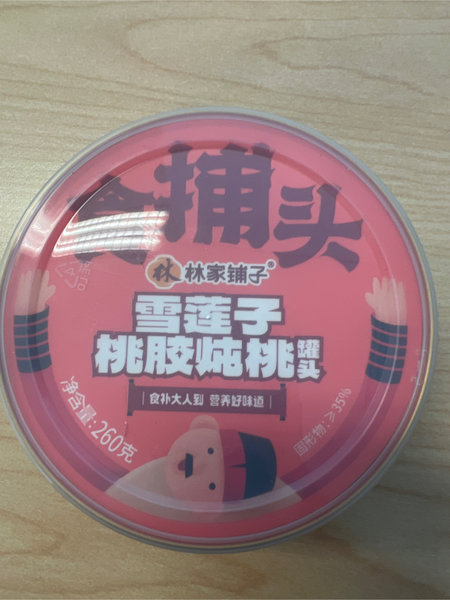 捕头
林 林家铺子®
雪莲子
桃胶炖桃罐头
食补大人到 营养好味道
净含量:260克
固形物:≥35%